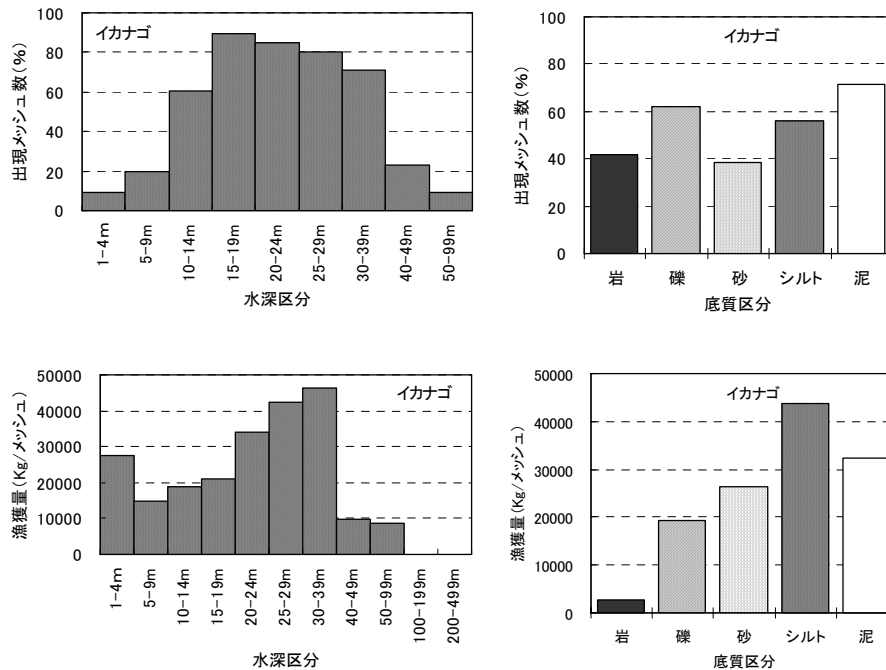 イカナゴ
出現メッシュ数(%)
100
80
60
40
20
0
1-4m
5-9m
10-14m
15-19m
20-24m
25-29m
30-39m
40-49m
50-99m
水深区分
イカナゴ
出現メッシュ数(%)
100
80
60
40
20
0
岩 礫 砂 シルト 泥
底質区分
イカナゴ
漁獲量(Kg/メッシュ)
50000
40000
30000
20000
10000
0
1-4m
5-9m
10-14m
15-19m
20-24m
25-29m
30-39m
40-49m
50-99m
100-199m
200-499m
水深区分
イカナゴ
漁獲量(Kg/メッシュ)
50000
40000
30000
20000
10000
0
岩 礫 砂 シルト 泥
底質区分